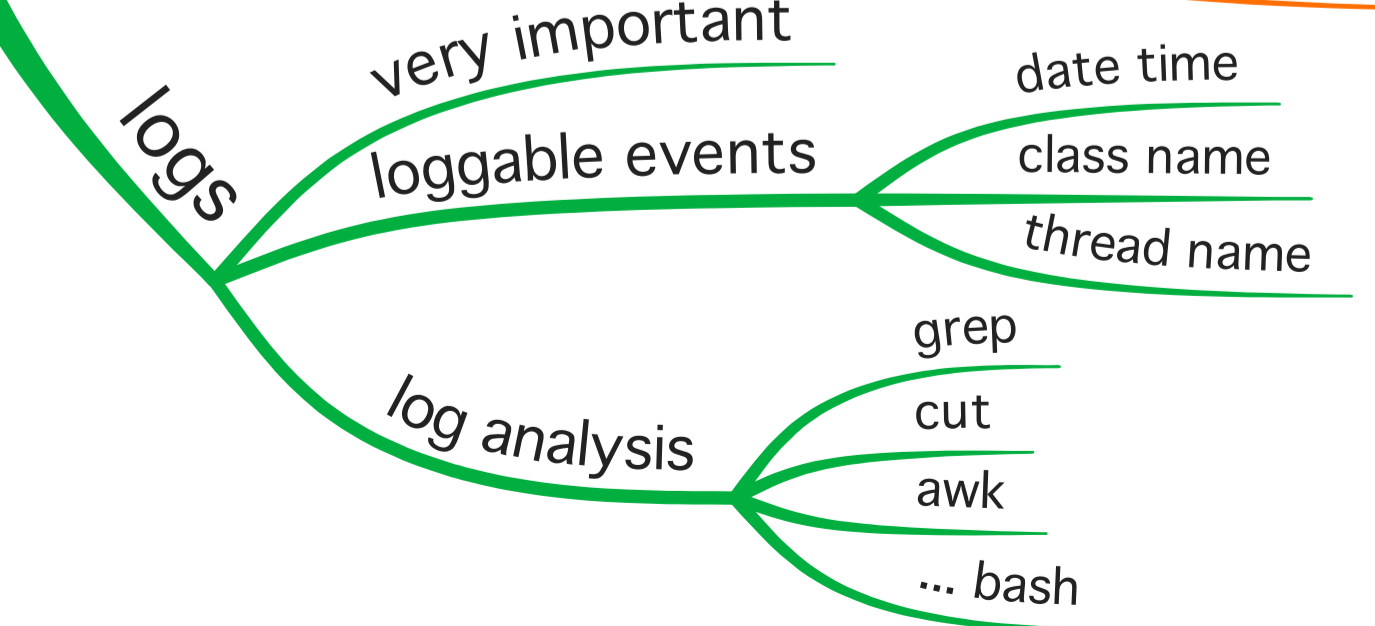 logs
very important
loggable events
date time
class name
thread name
log analysis
grep
cut
awk
... bash